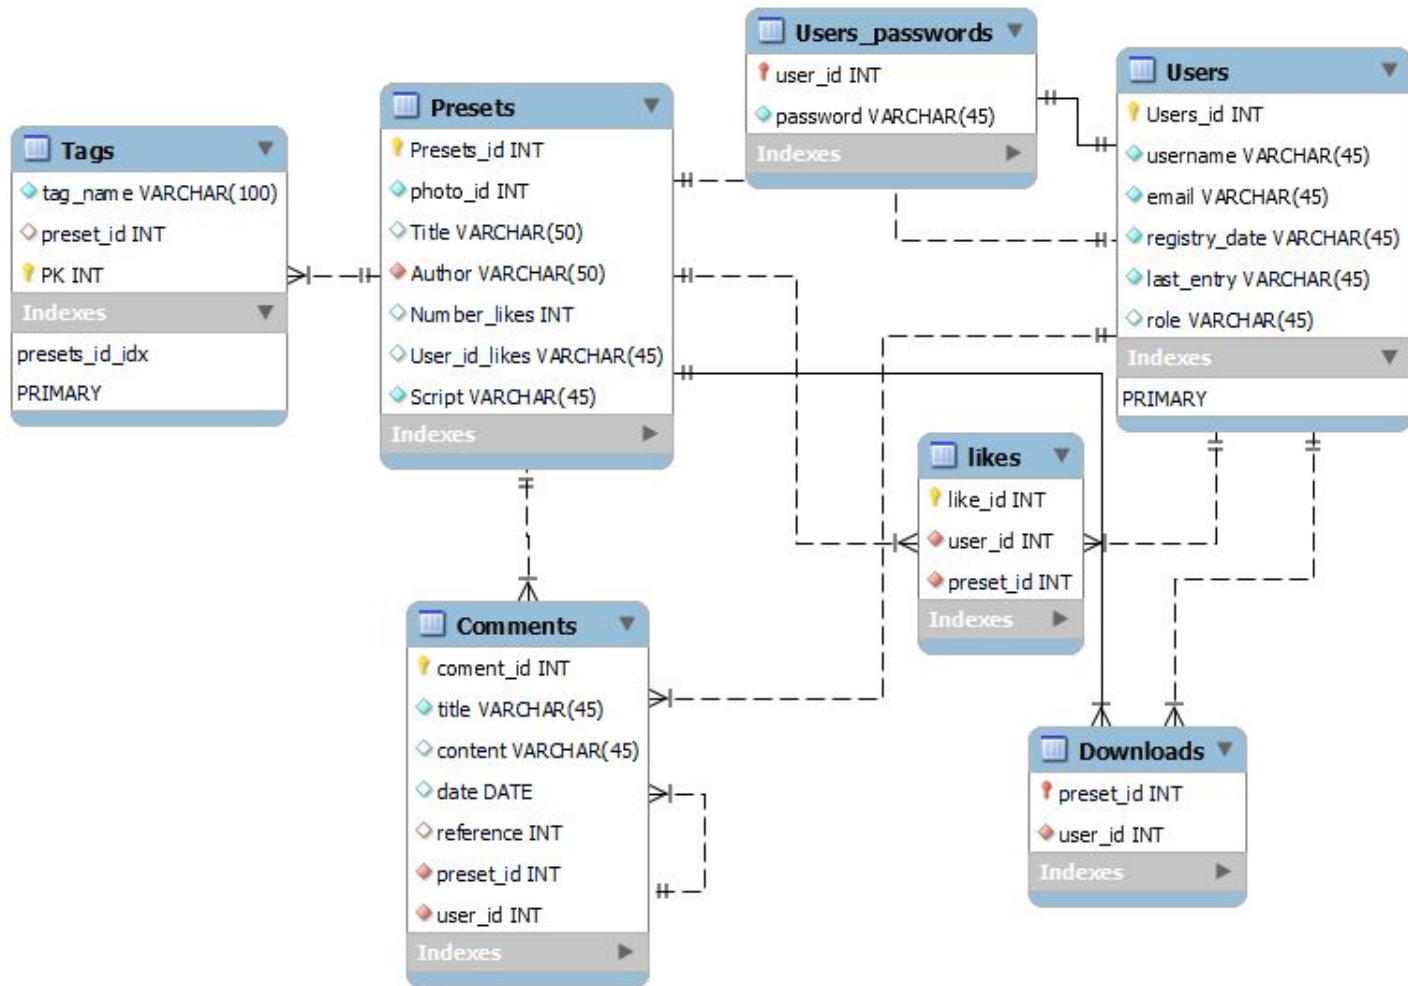 Users_passwords
user_id INT
password VARCHAR(45)
Indexes
Users
Users_id INT
username VARCHAR(45)
email VARCHAR(45)
registry_date VARCHAR(45)
last_entry VARCHAR(45)
role VARCHAR(45)
Indexes
PRIMARY
Presets
Presets_id INT
photo_id INT
Title VARCHAR(50)
Author VARCHAR(50)
Number_likes INT
User_id_likes VARCHAR(45)
Script VARCHAR(45)
Indexes
Tags
tag_name VARCHAR(100)
preset_id INT
PK INT
Indexes
presets_id_idx
PRIMARY
likes
like_id INT
user_id INT
preset_id INT
Indexes
Comments
coment_id INT
title VARCHAR(45)
content VARCHAR(45)
date DATE
reference INT
preset_id INT
user_id INT
Indexes
Downloads
preset_id INT
user_id INT
Indexes